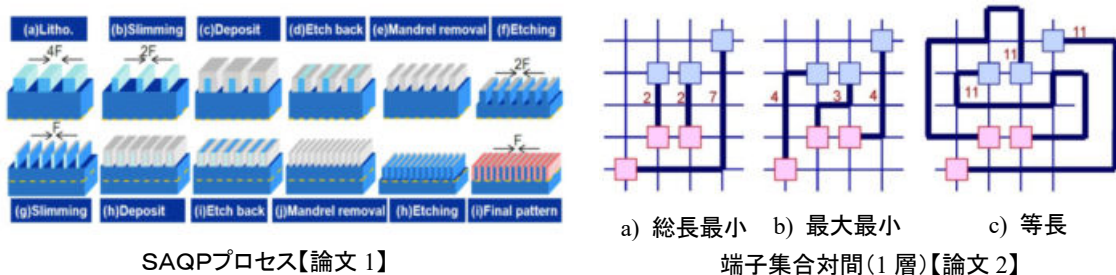 (a)Litho.
(b)Slimming
(c)Deposit
(d)Etch back
(e)Mandrel removal
(f)Etching
4F
2F
2F
F
F
(g)Slimming
(h)Deposit
(i)Etch back
(j)Mandrel removal
(h)Etching
(i)Final pattern
SAQPプロセス【論文 1】
2
2
7
4
3
4
11
11
11
a) 総長最小
b) 最大最小
c) 等長
端子集合対間(1 層)【論文 2】